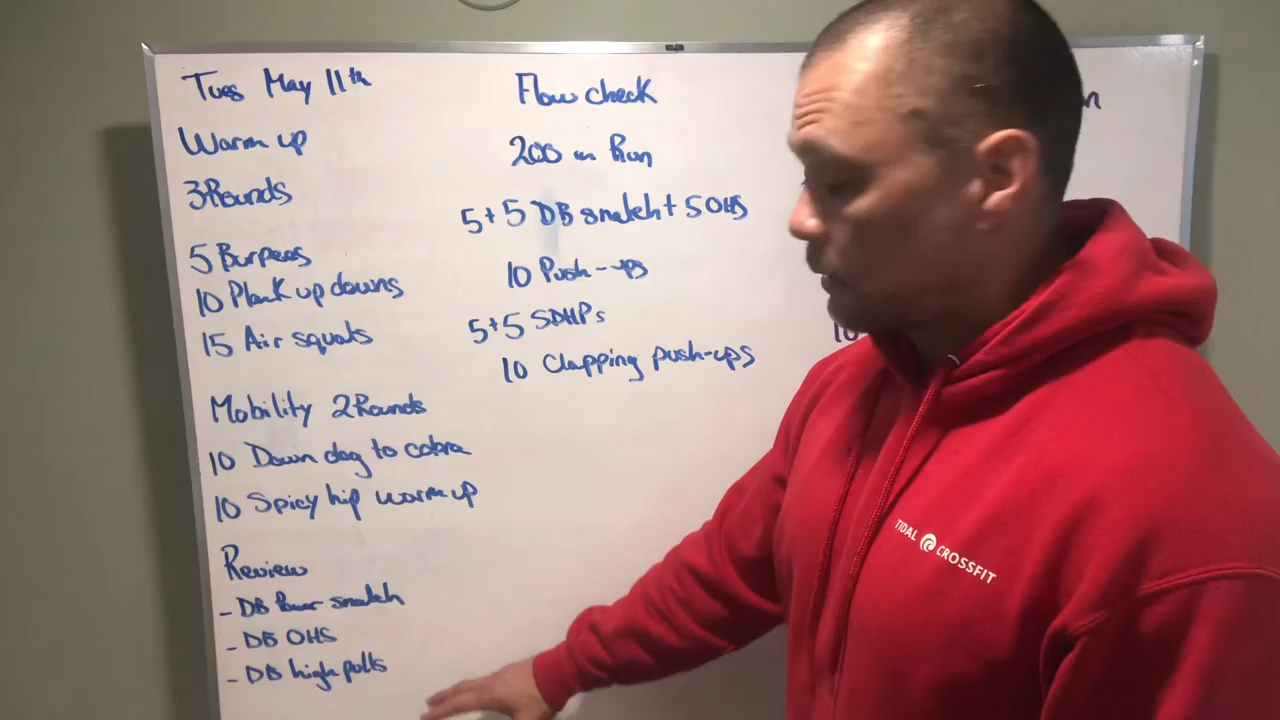 Tues May 11th
Warm up
3 Rounds
5 Burpees
10 Plank up downs
15 Air squats
Mobility 2 Rounds
10 Down dog to cobra
10 Spicy hip warm up
Review
- DB Power snatch
- DB OHS
- DB high pulls
Flow check
200 m Run
5+5 DB snatch + 5 OHS
10 Push-ups
5+5 SDHPs
10 Clapping push-ups
10
TIDAL CROSSFIT